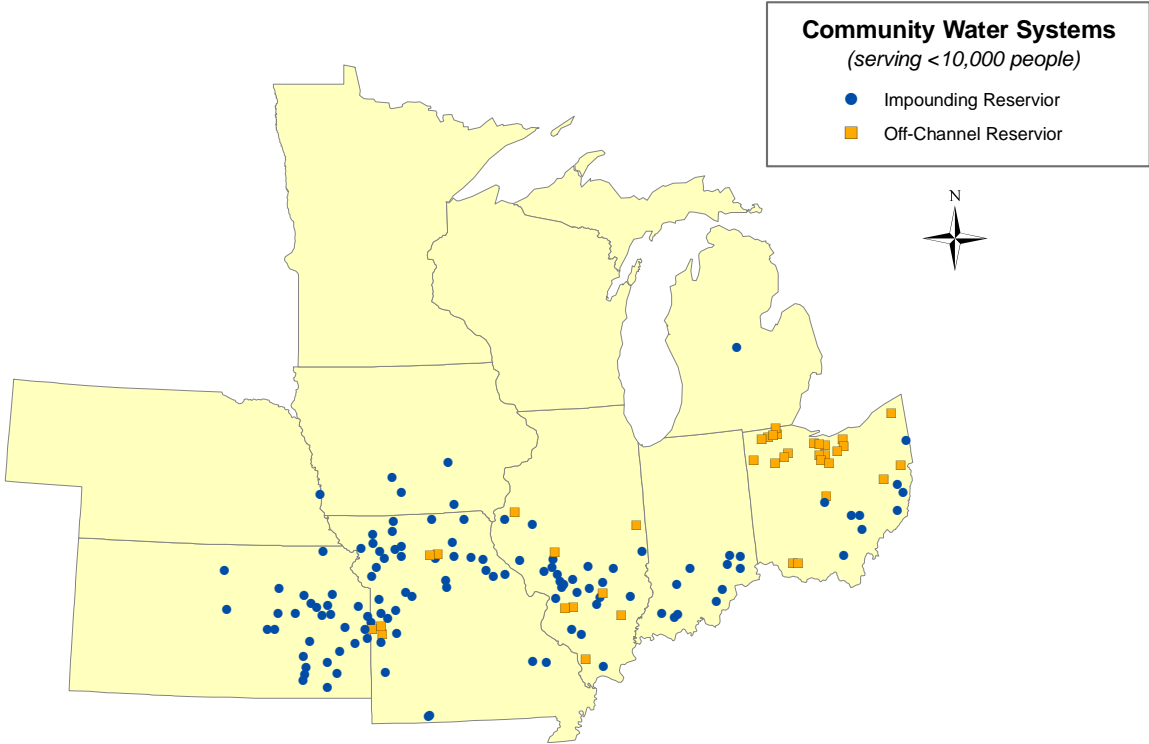 Community Water Systems
(serving <10,000 people)
Impounding Reservior
Off-Channel Reservior
N